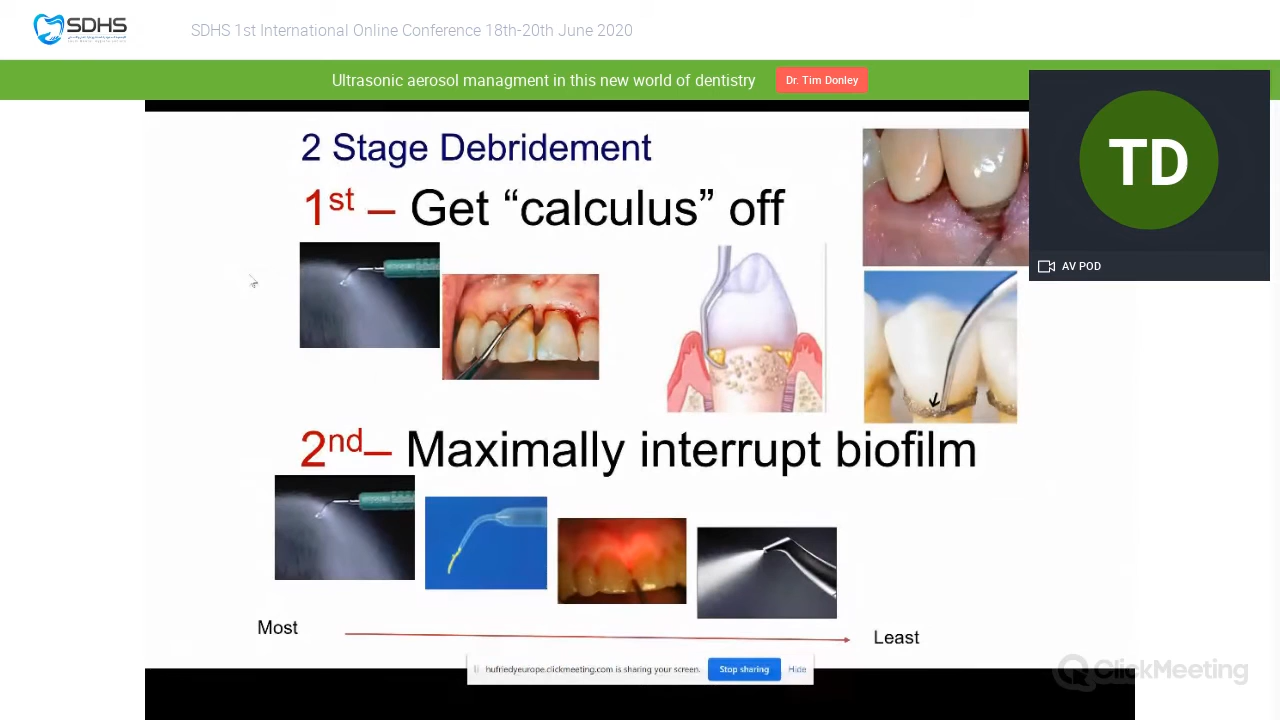 SDHS
SDHS 1st International Online Conference 18th-20th June 2020
Ultrasonic aerosol managment in this new world of dentistry
Dr. Tim Donley
TD
AV POD
2 Stage Debridement
1st – Get “calculus” off
2nd– Maximally interrupt biofilm
Most
Least
hufriedyeurope.clickmeeting.com is sharing your screen.
Stop sharing
Hide
ClickMeeting